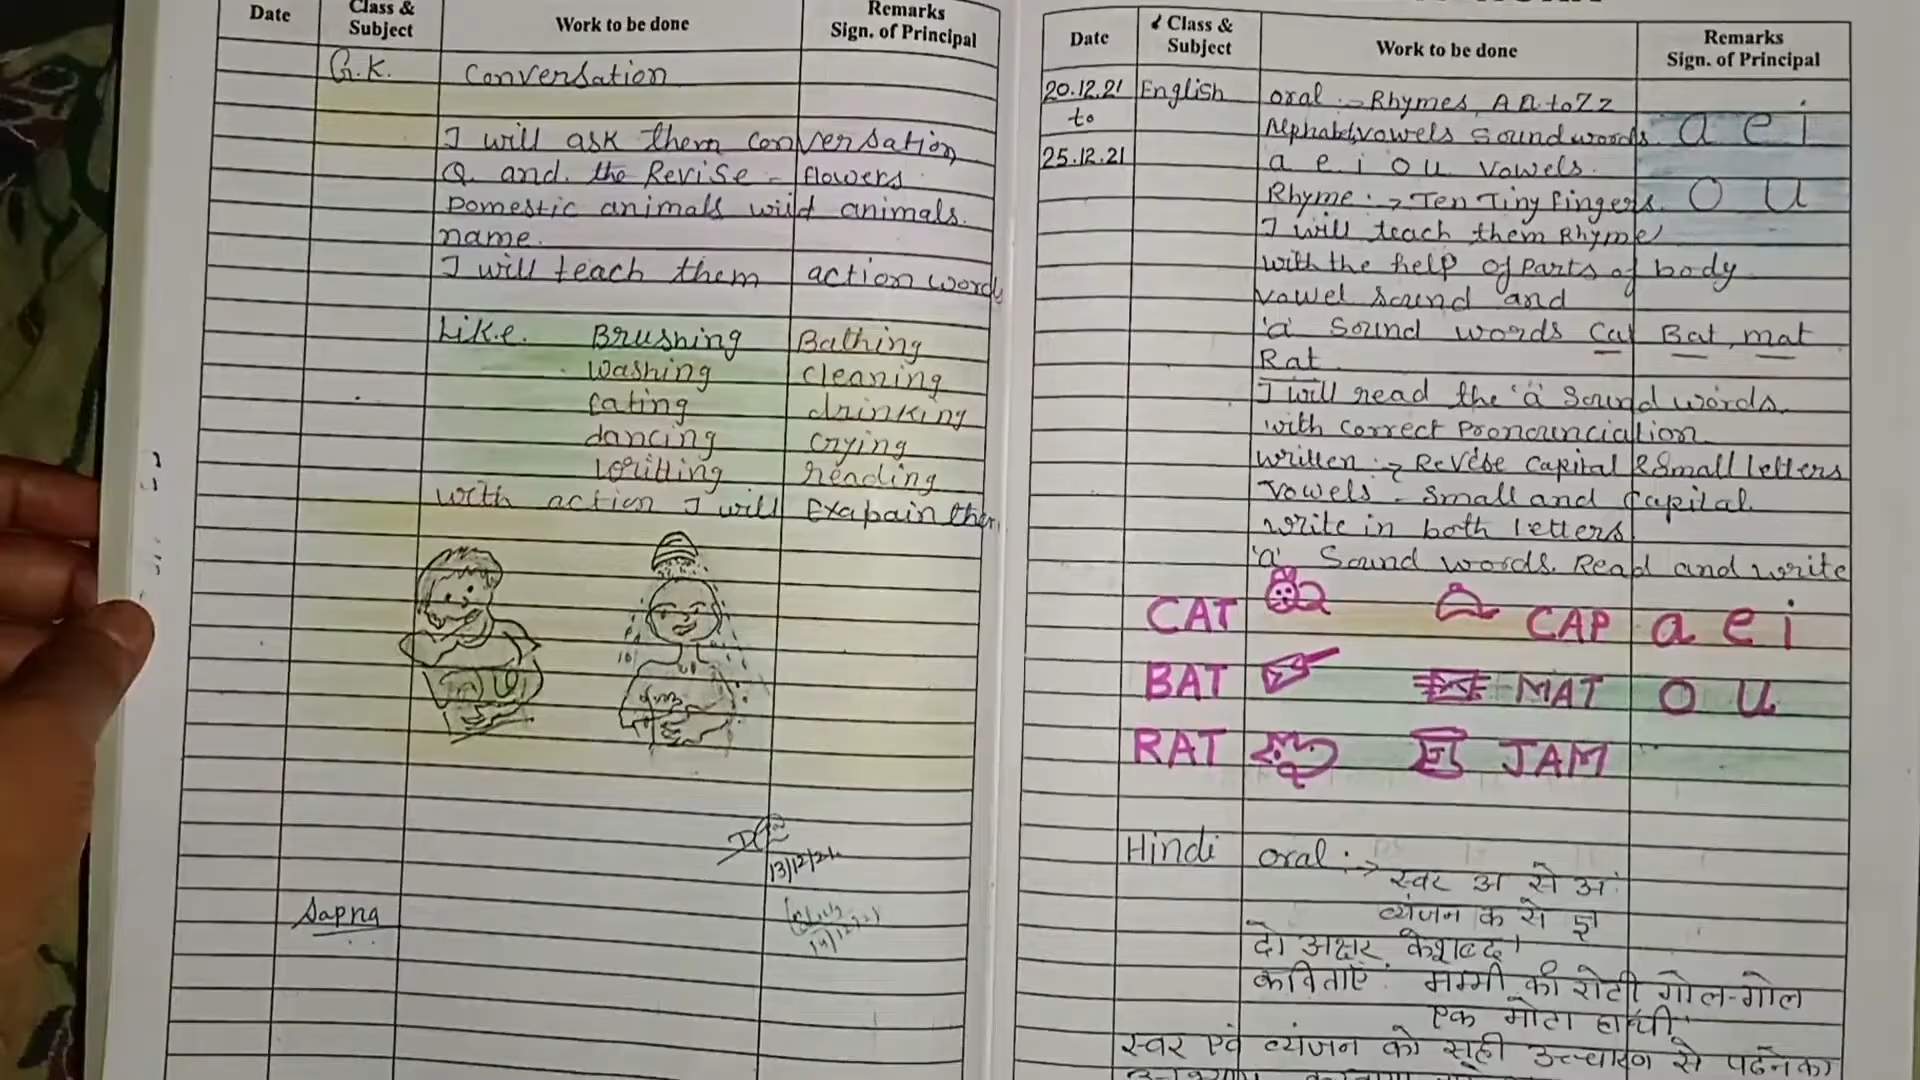 Date
Class &
Subject
Work to be done
Remarks
Sign. of Principal
G.K.
Conversation
I will ask them conversation
Q. and. the Revise - flowers
Domestic animals wild animals.
name.
I will teach them action words
Like. Brushing Bathing
washing cleaning
eating drinking
dancing crying
writting reading
with action I will Exapain them
13/12/21
Sapna
Date
Class &
Subject
Work to be done
Remarks
Sign. of Principal
20.12.21 English oral :-> Rhymes, Aa to Zz
to Alphabet, vowels sound words. a e i
25.12.21 a e i o u vowels.
Rhyme :-> Ten Tiny fingers. o u
I will teach them Rhyme
with the help of parts of body
vowel sound and
'a' sound words Cat Bat, mat
Rat.
I will read the 'a' sound words.
with correct pronounciation
written :-> Revise capital & small letters
vowels - small and capital
write in both letters
'a' sound words. Read and write
CAT CAP a e i
BAT MAT o u
RAT JAM
Hindi oral :->
स्वर अ से अः
व्यंजन क से ज्ञ
दो अक्षर के शब्द।
कविताएं : मम्मी की रोटी गोल-गोल
एक मोटा हाथी
स्वर एवं व्यंजन को सही उच्चारण से पढ़ने का